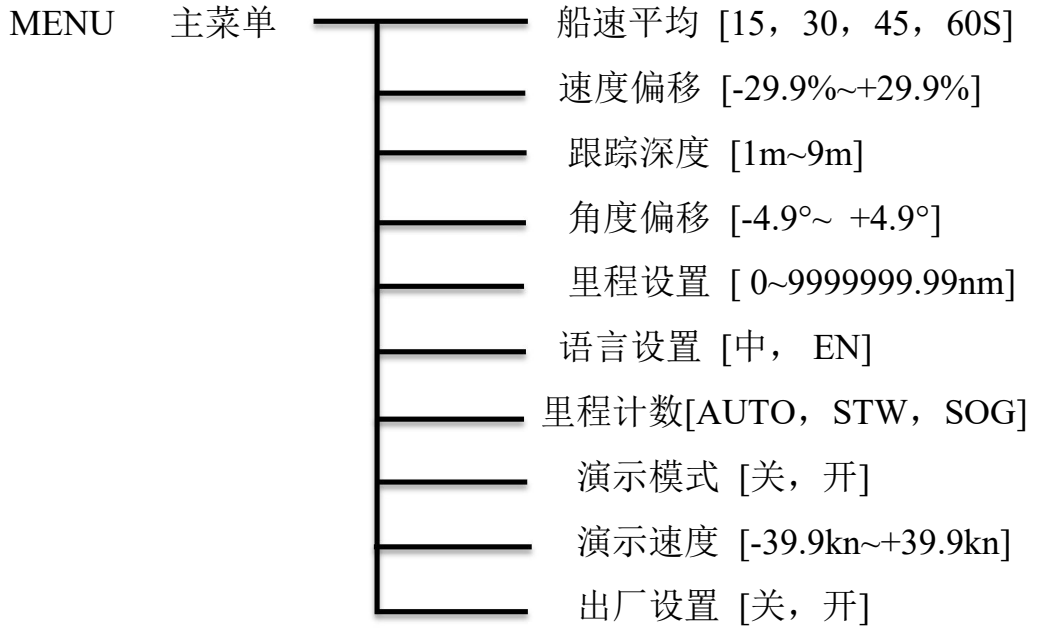 MENU 主菜单 船速平均 [15，30，45，60S]
速度偏移 [-29.9%~+29.9%]
跟踪深度 [1m~9m]
角度偏移 [-4.9°~ +4.9°]
里程设置 [ 0~9999999.99nm]
语言设置 [中， EN]
里程计数[AUTO，STW，SOG]
演示模式 [关，开]
演示速度 [-39.9kn~+39.9kn]
出厂设置 [关，开]